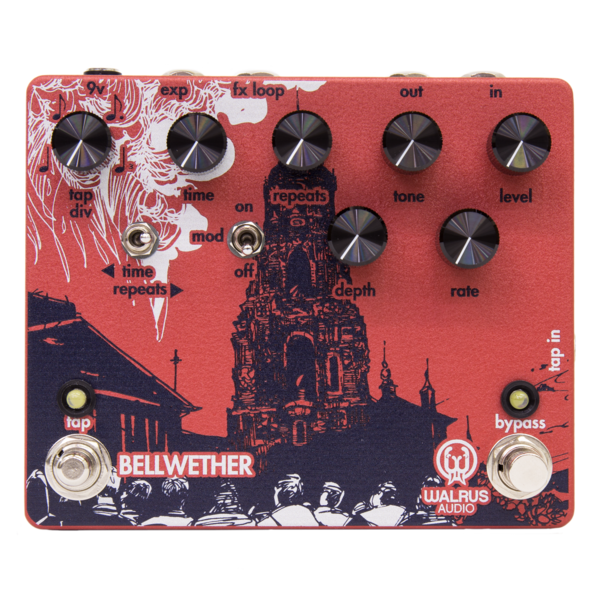 9v
exp
fx loop
out
in
tap
div
time
repeats
tone
level
on
mod
off
time
repeats
depth
rate
tap in
tap
bypass
BELLWETHER
WALRUS
AUDIO